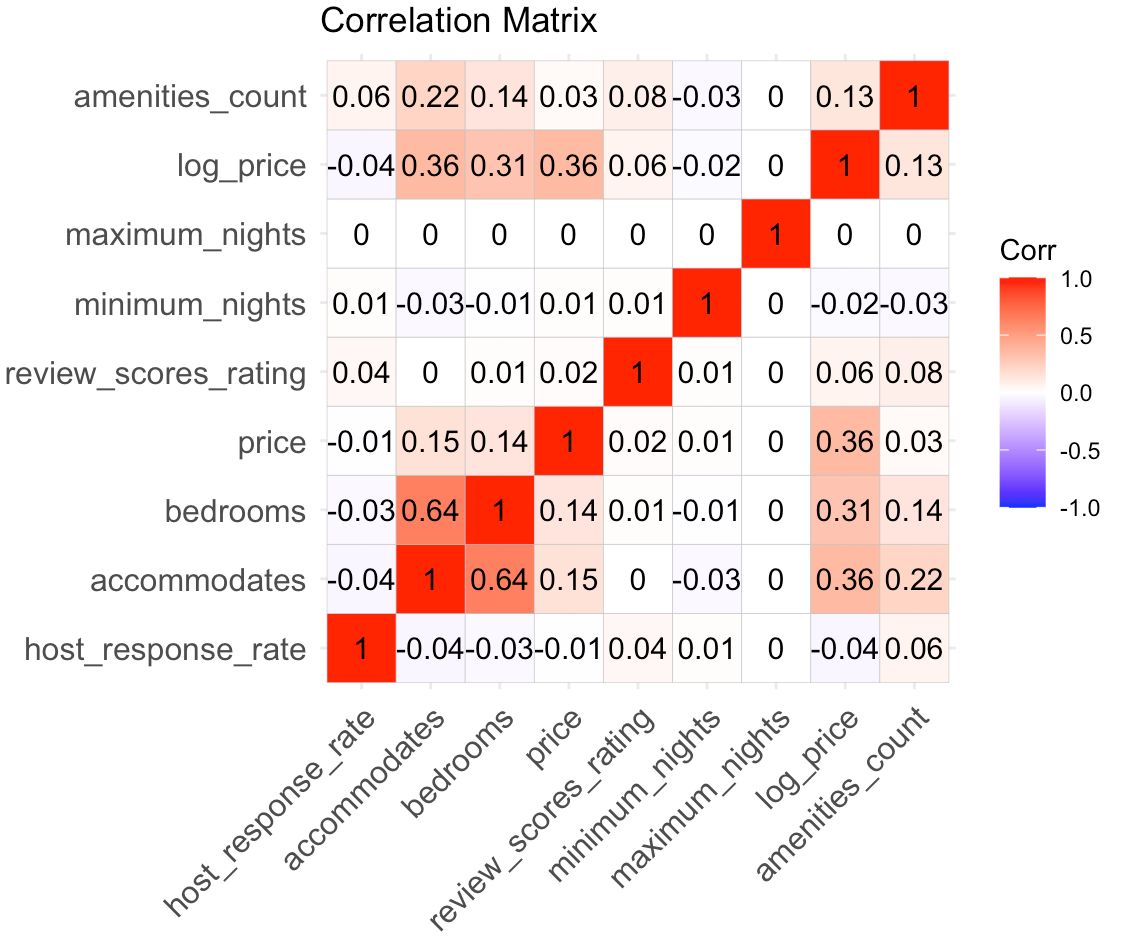 Correlation Matrix
amenities_count 0.06 0.22 0.14 0.03 0.08 -0.03 0 0.13 1
log_price -0.04 0.36 0.31 0.36 0.06 -0.02 0 1 0.13
maximum_nights 0 0 0 0 0 0 1 0 0
minimum_nights 0.01 -0.03 -0.01 0.01 0.01 1 0 -0.02 -0.03
review_scores_rating 0.04 0 0.01 0.02 1 0.01 0 0.06 0.08
price -0.01 0.15 0.14 1 0.02 0.01 0 0.36 0.03
bedrooms -0.03 0.64 1 0.14 0.01 -0.01 0 0.31 0.14
accommodates -0.04 1 0.64 0.15 0 -0.03 0 0.36 0.22
host_response_rate 1 -0.04 -0.03 -0.01 0.04 0.01 0 -0.04 0.06
host_response_rate
accommodates
bedrooms
price
review_scores_rating
minimum_nights
maximum_nights
log_price
amenities_count
Corr
1.0
0.5
0.0
-0.5
-1.0